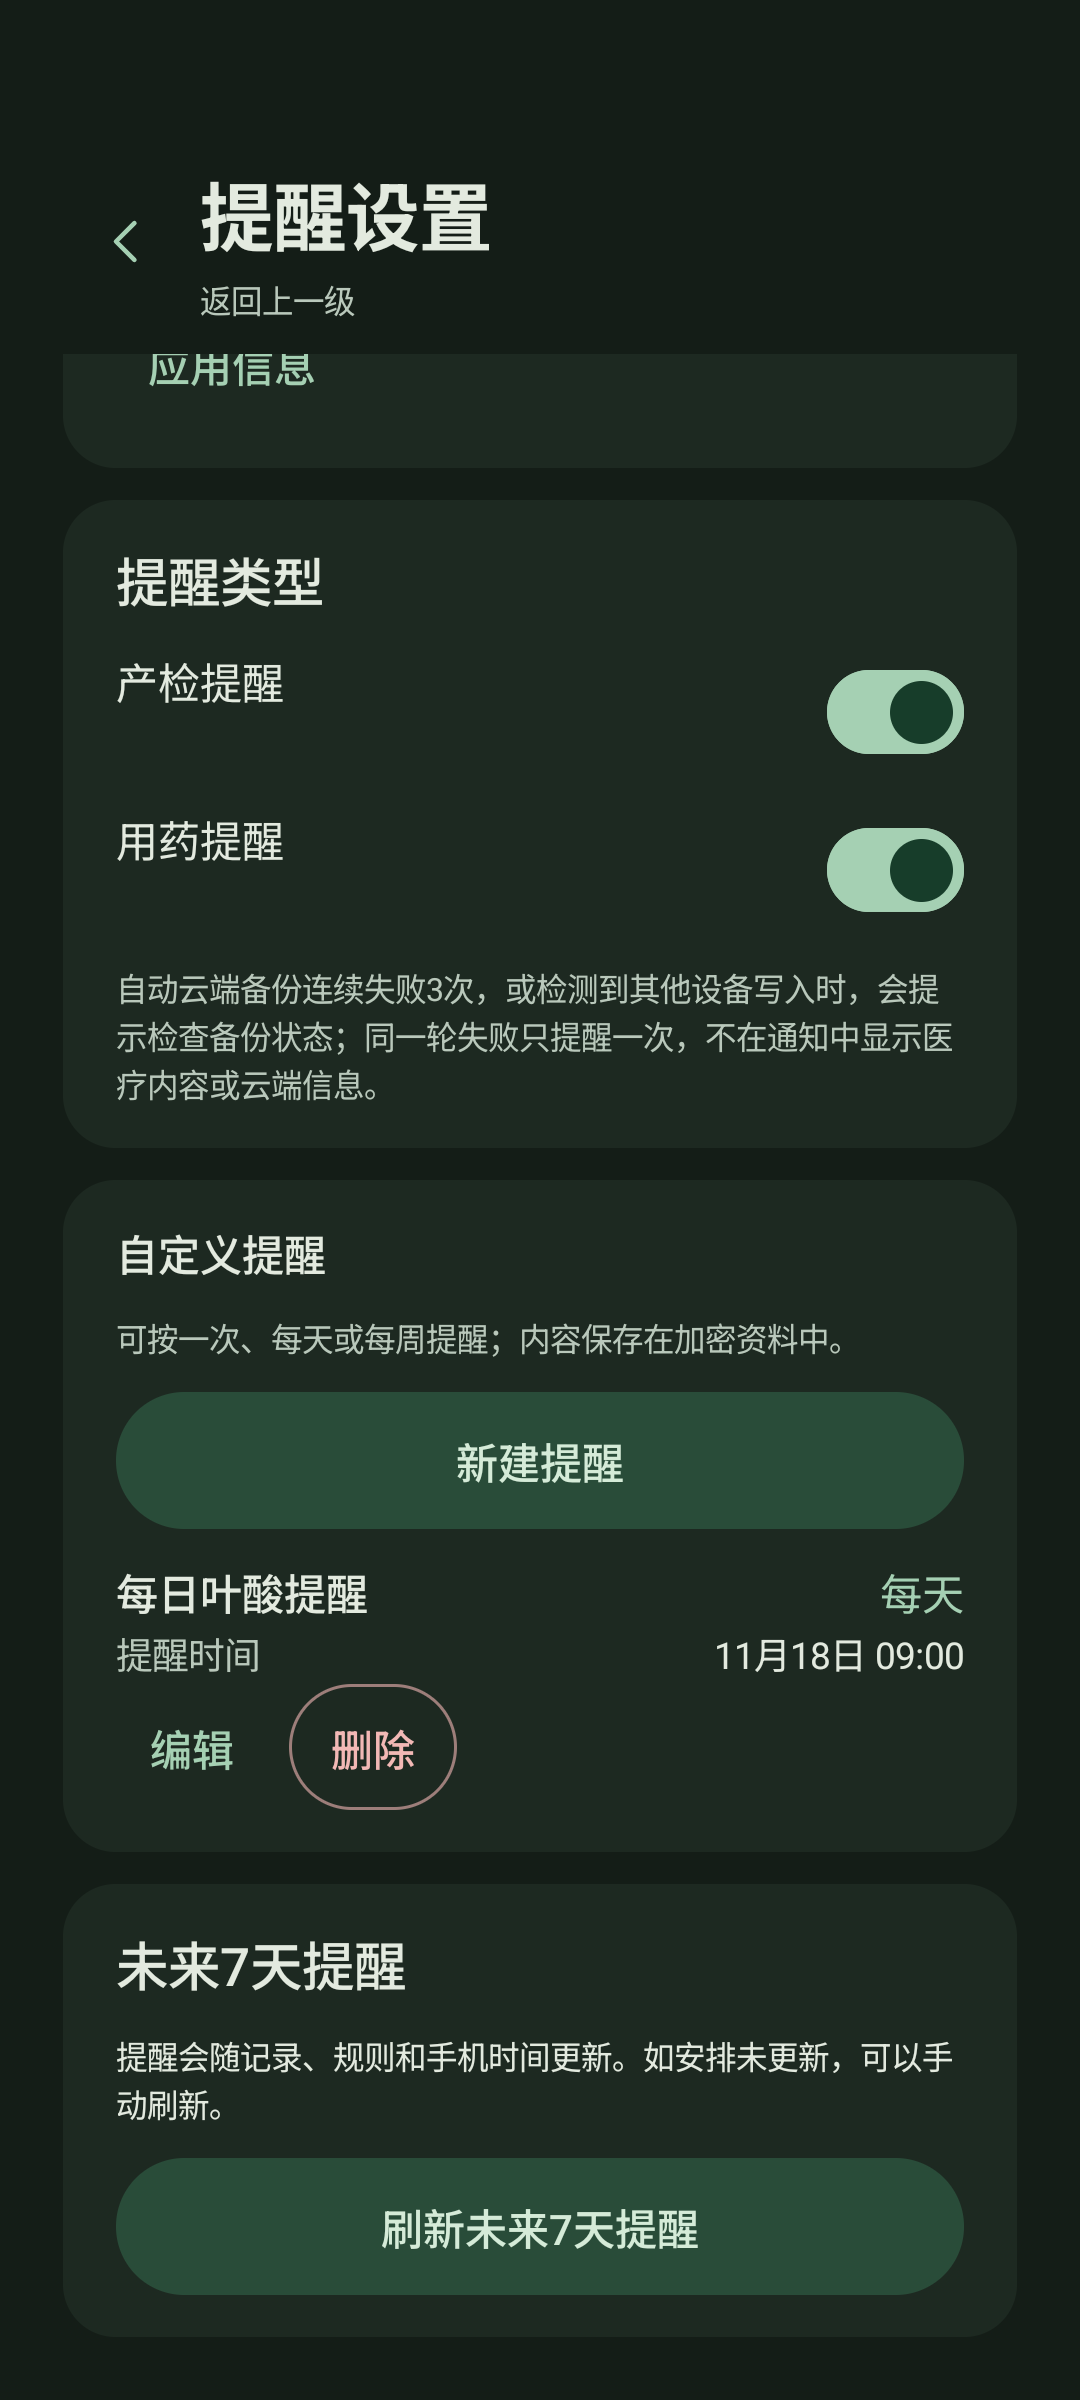 提醒设置
返回上一级
应用信息
提醒类型
产检提醒
用药提醒
自动云端备份连续失败3次，或检测到其他设备写入时，会提
示检查备份状态；同一轮失败只提醒一次，不在通知中显示医
疗内容或云端信息。
自定义提醒
可按一次、每天或每周提醒；内容保存在加密资料中。
新建提醒
每日叶酸提醒 每天
提醒时间 11月18日 09:00
编辑 删除
未来7天提醒
提醒会随记录、规则和手机时间更新。如安排未更新，可以手
动刷新。
刷新未来7天提醒